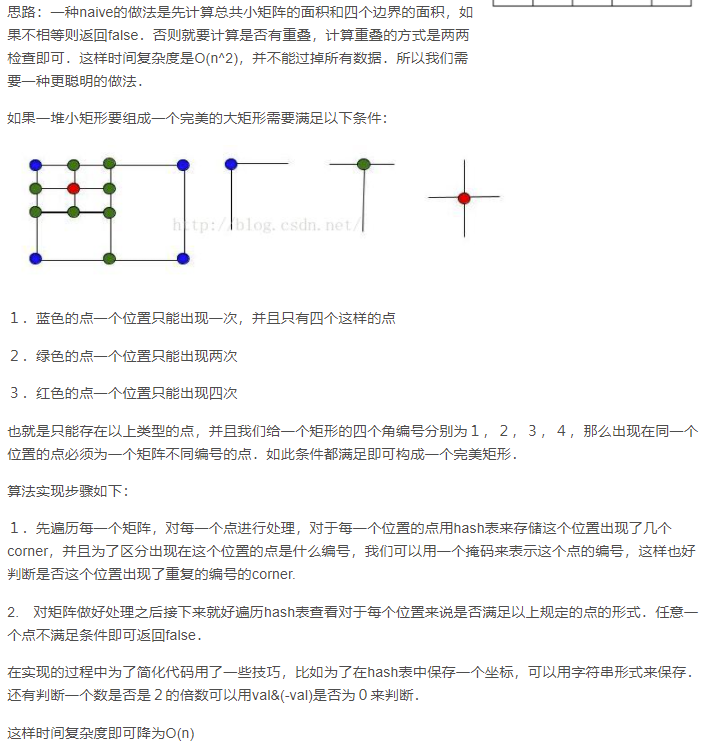 思路：一种naive的做法是先计算总共小矩阵的面积和四个边界的面积，如
果不相等则返回false．否则就要计算是否有重叠，计算重叠的方式是两两
检查即可．这样时间复杂度是O(n^2)，并不能过掉所有数据．所以我们需
要一种更聪明的做法．
如果一堆小矩形要组成一个完美的大矩形需要满足以下条件：
http://blog.csdn.net/
１．蓝色的点一个位置只能出现一次，并且只有四个这样的点
２．绿色的点一个位置只能出现两次
３．红色的点一个位置只能出现四次
也就是只能存在以上类型的点，并且我们给一个矩形的四个角编号分别为１，２，３，４，那么出现在同一个
位置的点必须为一个矩阵不同编号的点．如此条件都满足即可构成一个完美矩形．
算法实现步骤如下：
１．先遍历每一个矩阵，对每一个点进行处理，对于每一个位置的点用hash表来存储这个位置出现了几个
corner，并且为了区分出现在这个位置的点是什么编号，我们可以用一个掩码来表示这个点的编号，这样也好
判断是否这个位置出现了重复的编号的corner.
2. 对矩阵做好处理之后接下来就好遍历hash表查看对于每个位置来说是否满足以上规定的点的形式．任意一
个点不满足条件即可返回false．
在实现的过程中为了简化代码用了一些技巧，比如为了在hash表中保存一个坐标，可以用字符串形式来保存．
还有判断一个数是否是２的倍数可以用val&(-val)是否为０来判断．
这样时间复杂度即可降为O(n)